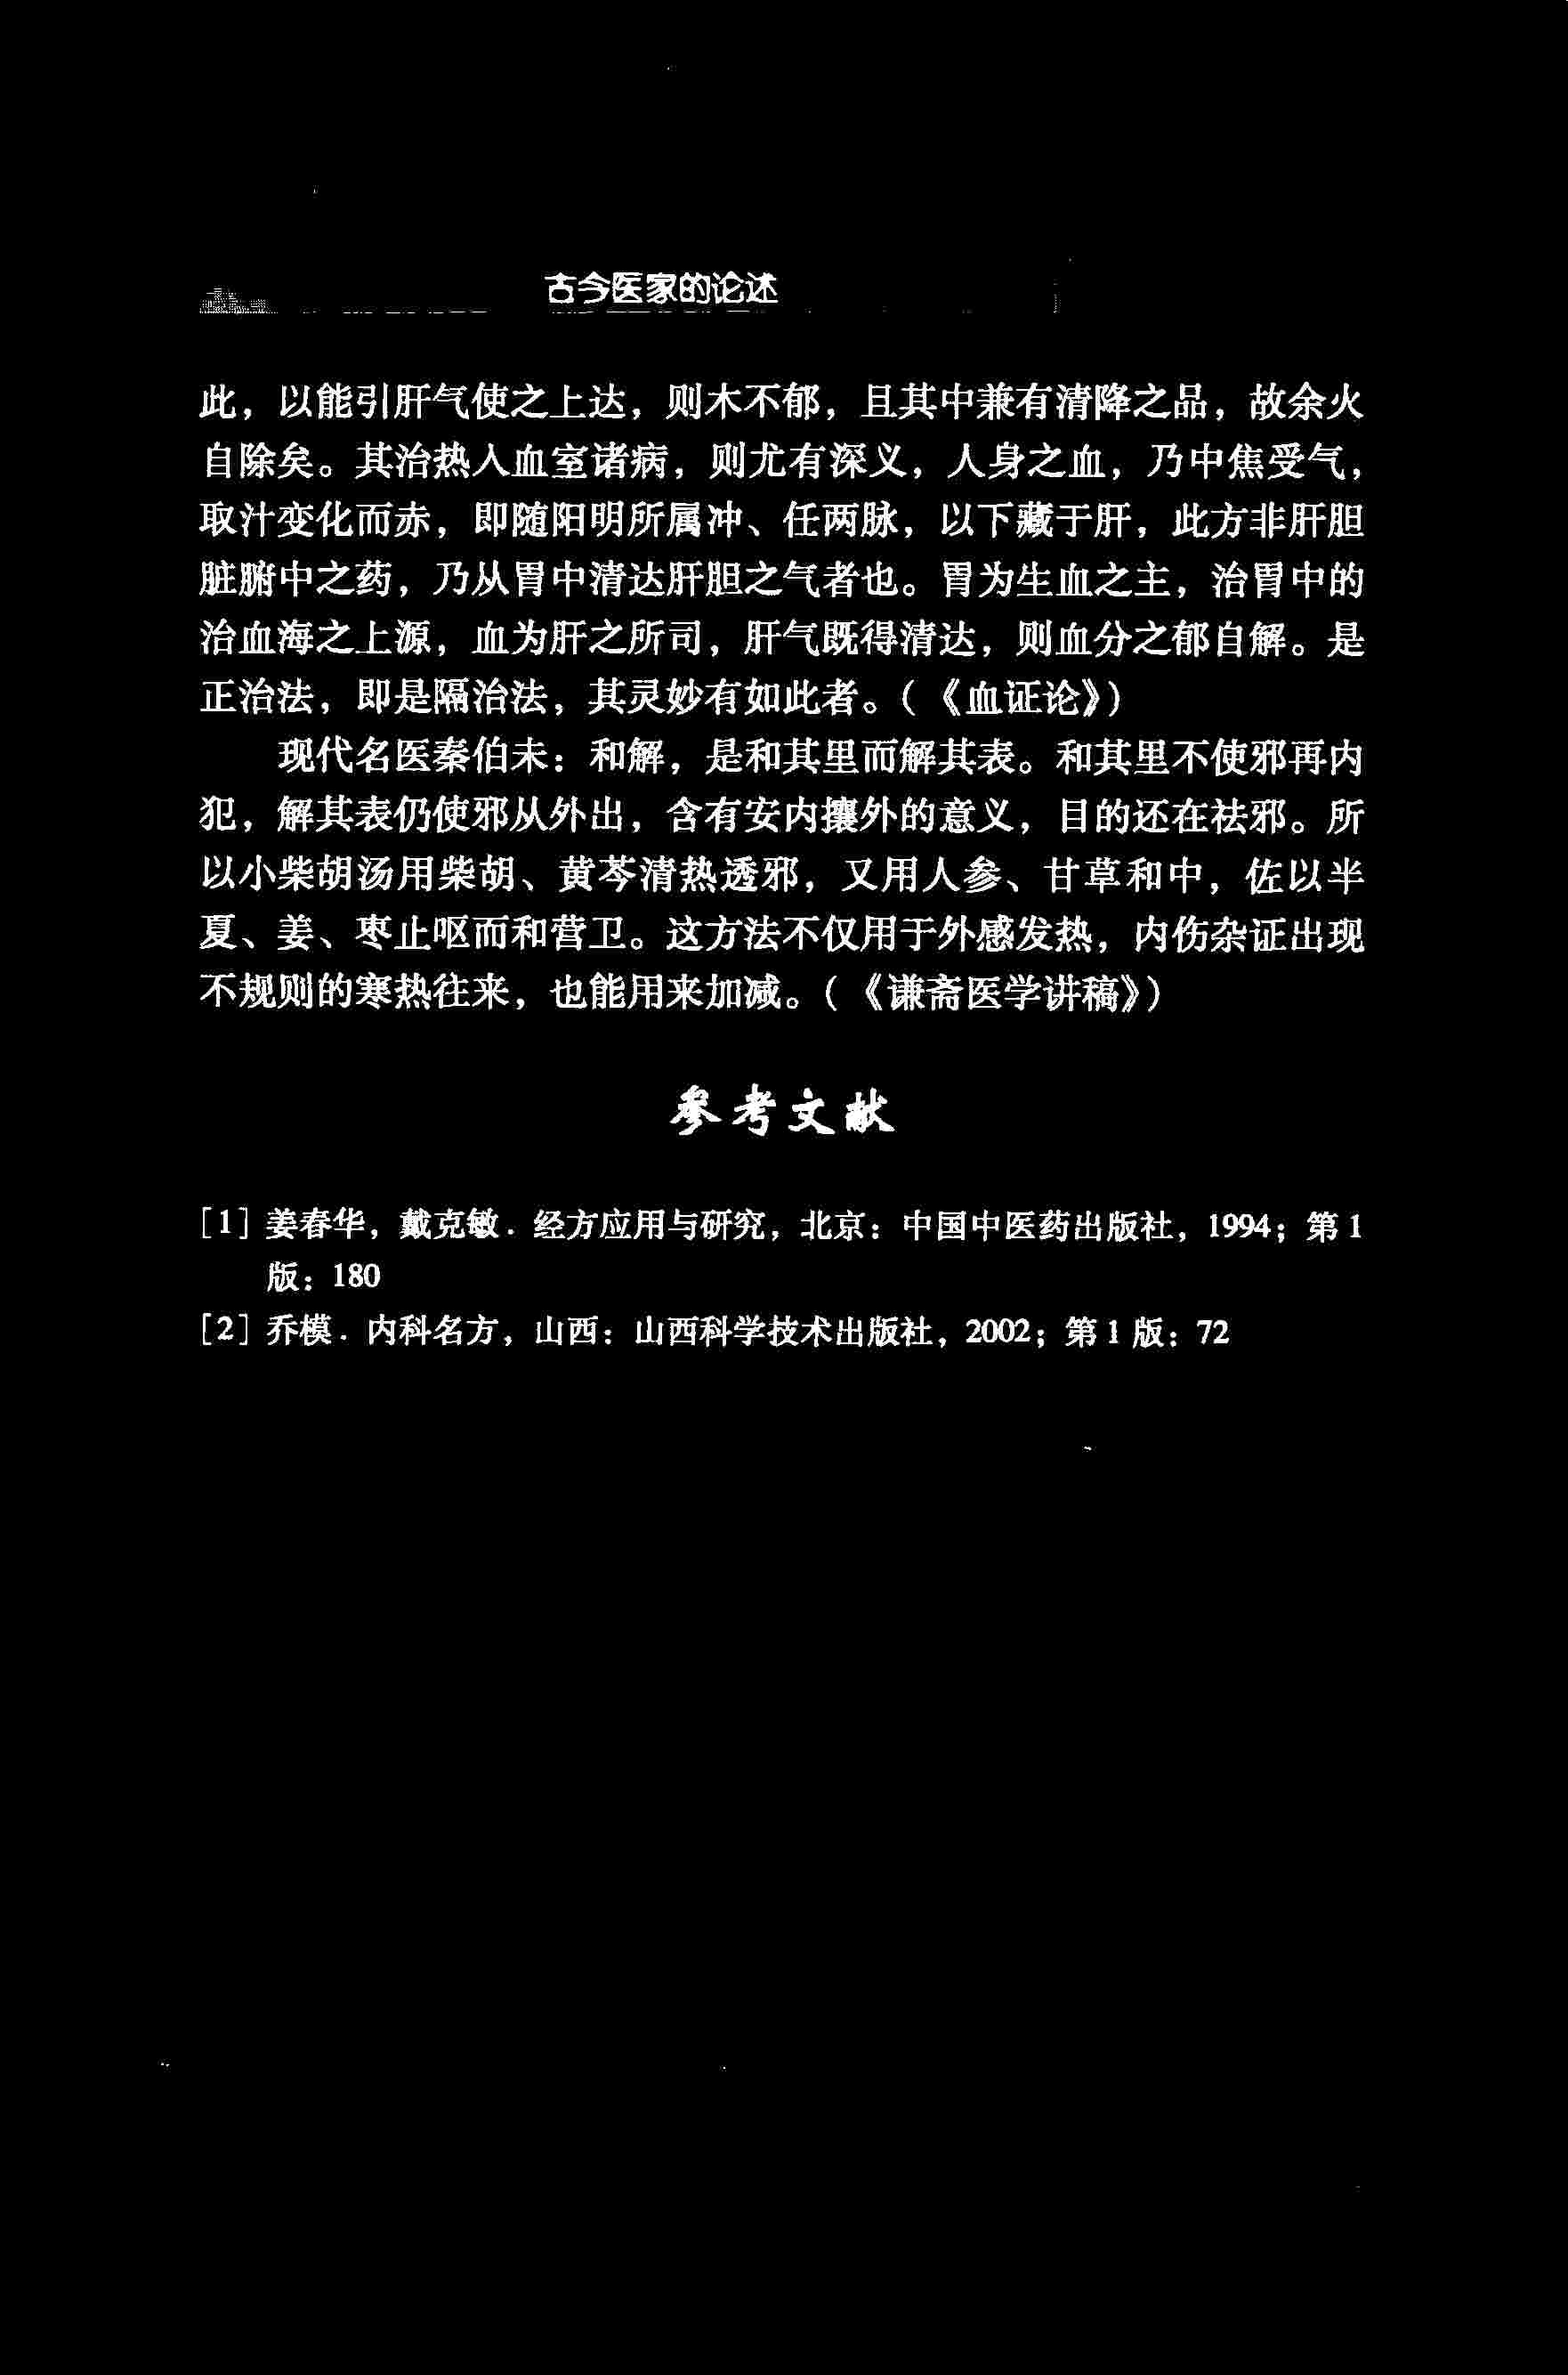 古今医家的论述
此，以能引肝气使之上达，则木不郁，且其中兼有清降之品，故余火
自除矣。其治热入血室诸病，则尤有深义，人身之血，乃中焦受气，
取汁变化而赤，即随阳明所属冲、任两脉，以下藏于肝，此方非肝胆
脏腑中之药，乃从胃中清达肝胆之气者也。胃为生血之主，治胃中的
治血海之上源，血为肝之所司，肝气既得清达，则血分之郁自解。是
正治法，即是隔治法，其灵妙有如此者。(《血证论》)
现代名医秦伯未：和解，是和其里而解其表。和其里不使邪再内
犯，解其表仍使邪从外出，含有安内攘外的意义，目的还在祛邪。所
以小柴胡汤用柴胡、黄芩清热透邪，又用人参、甘草和中，佐以半
夏、姜、枣止呕而和营卫。这方法不仅用于外感发热，内伤杂证出现
不规则的寒热往来，也能用来加减。(《谦斋医学讲稿》)
参考文献
[1] 姜春华，戴克敏．经方应用与研究，北京：中国中医药出版社，1994；第1
版：180
[2] 乔模．内科名方，山西：山西科学技术出版社，2002；第1版：72